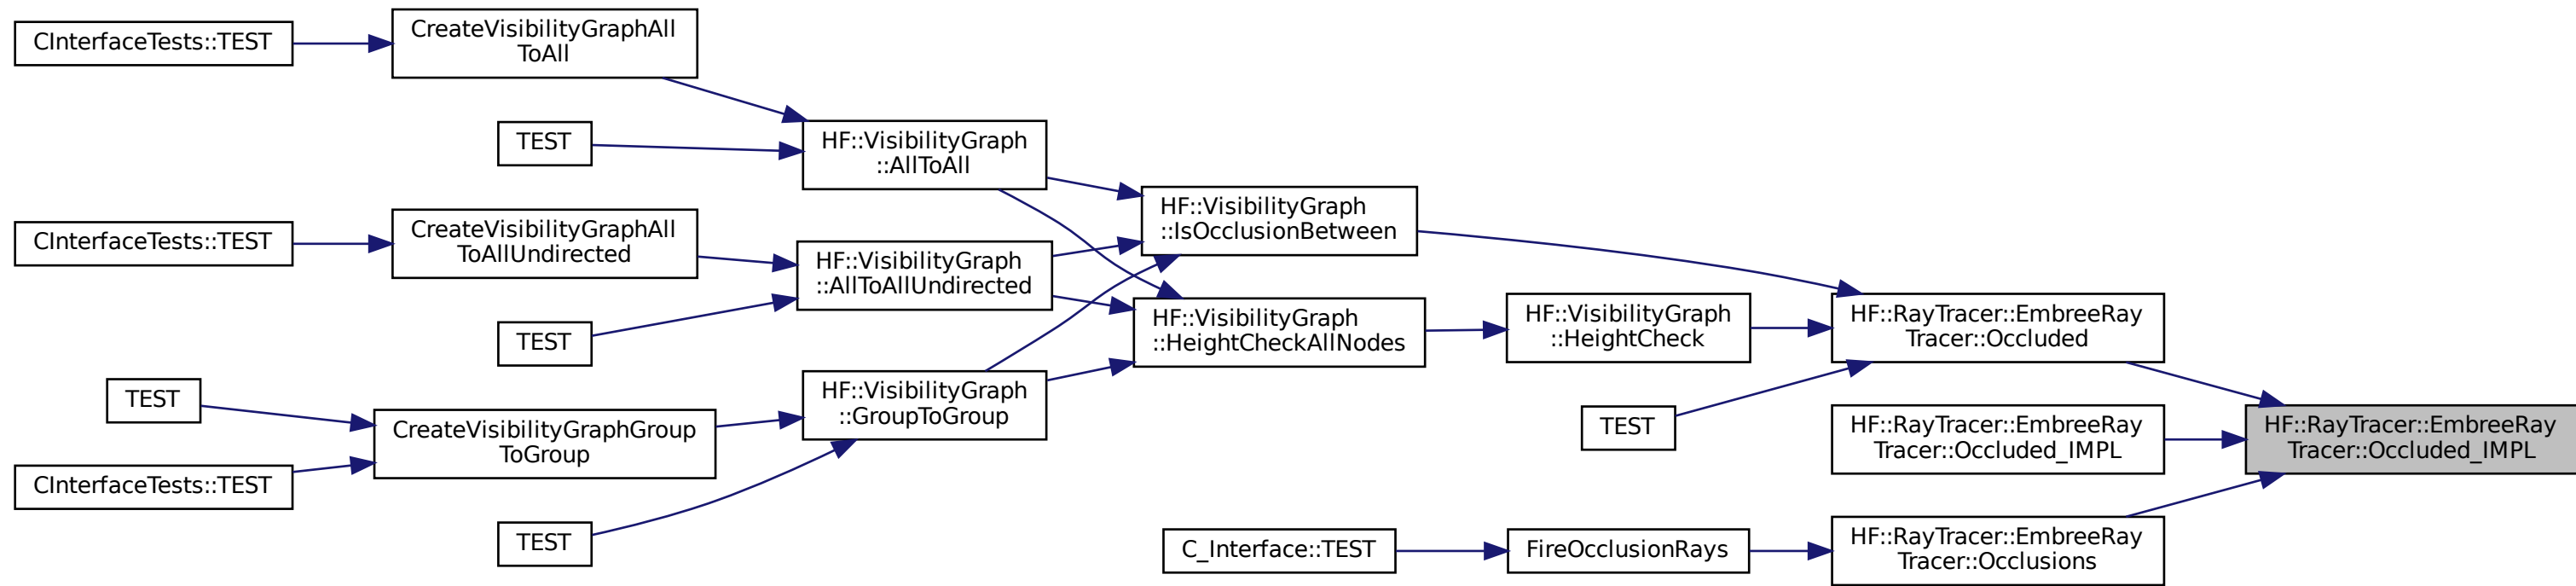 CInterfaceTests::TEST
CreateVisibilityGraphAll
ToAll
TEST
HF::VisibilityGraph
::AllToAll
CInterfaceTests::TEST
CreateVisibilityGraphAll
ToAllUndirected
TEST
HF::VisibilityGraph
::AllToAllUndirected
TEST
CInterfaceTests::TEST
CreateVisibilityGraphGroup
ToGroup
TEST
HF::VisibilityGraph
::GroupToGroup
HF::VisibilityGraph
::IsOcclusionBetween
HF::VisibilityGraph
::HeightCheckAllNodes
HF::VisibilityGraph
::HeightCheck
TEST
C_Interface::TEST
FireOcclusionRays
HF::RayTracer::EmbreeRay
Tracer::Occluded
HF::RayTracer::EmbreeRay
Tracer::Occluded_IMPL
HF::RayTracer::EmbreeRay
Tracer::Occlusions
HF::RayTracer::EmbreeRay
Tracer::Occluded_IMPL